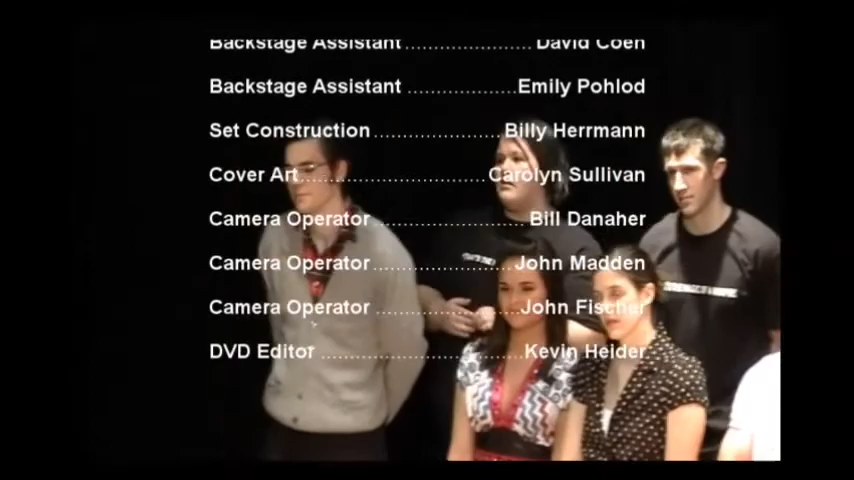 Backstage Assistant......................David Coen
Backstage Assistant ...................Emily Pohlod
Set Construction......................Billy Herrmann
Cover Art................................Carolyn Sullivan
Camera Operator..........................Bill Danaher
Camera Operator.........................John Madden
Camera Operator .........................John Fischer
DVD Editor ..................................Kevin Heider